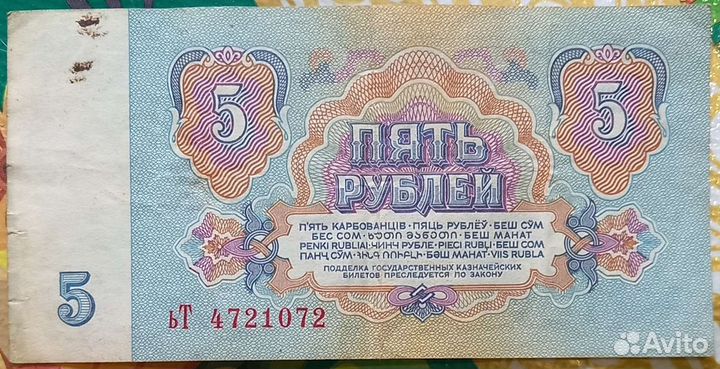 5
5
ПЯТЬ
РУБЛЕЙ
П'ЯТЬ КАРБОВАНЦІВ · ПЯЦЬ РУБЛЁЎ · БЕШ СЎМ
БЕС СОМ · ᲮᲣᲗᲘ ᲛᲐᲜᲔᲗᲘ · БЕШ МАНАТ
PENKI RUBLIAI · ЧИНЧ РУБЛЕ · PIECI RUBĻI · БЕШ СОМ
ПАНҶ СӮМ · ՀԻՆԳ ՌՈՒԲԼԻ · БӘШ МАНАТ · VIIS RUBLA
ПОДДЕЛКА ГОСУДАРСТВЕННЫХ КАЗНАЧЕЙСКИХ
БИЛЕТОВ ПРЕСЛЕДУЕТСЯ ПО ЗАКОНУ
5
ьТ 4721072
Avito